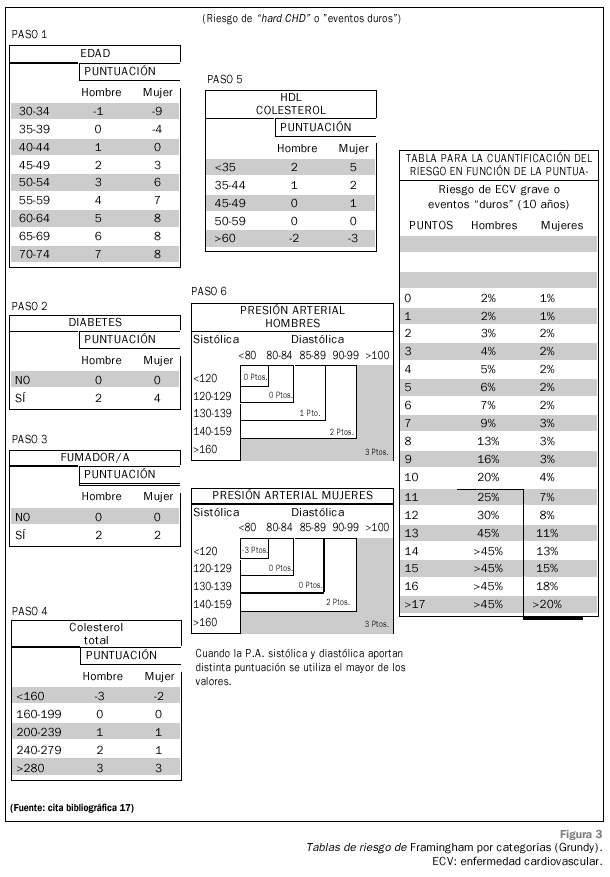 (Riesgo de “hard CHD” o ”eventos duros”)
PASO 1
EDAD
PUNTUACIÓN
Hombre Mujer
30-34 -1 -9
35-39 0 -4
40-44 1 0
45-49 2 3
50-54 3 6
55-59 4 7
60-64 5 8
65-69 6 8
70-74 7 8
PASO 2
DIABETES
PUNTUACIÓN
Hombre Mujer
NO 0 0
SÍ 2 4
PASO 3
FUMADOR/A
PUNTUACIÓN
Hombre Mujer
NO 0 0
SÍ 2 2
PASO 4
Colesterol
total
PUNTUACIÓN
Hombre Mujer
<160 -3 -2
160-199 0 0
200-239 1 1
240-279 2 1
>280 3 3
PASO 5
HDL
COLESTEROL
PUNTUACIÓN
Hombre Mujer
<35 2 5
35-44 1 2
45-49 0 1
50-59 0 0
>60 -2 -3
PASO 6
PRESIÓN ARTERIAL
HOMBRES
Sistólica Diastólica
<80 80-84 85-89 90-99 >100
<120 0 Ptos.
120-129 0 Ptos.
130-139 1 Pto.
140-159 2 Ptos.
>160 3 Ptos.
PRESIÓN ARTERIAL MUJERES
Sistólica Diastólica
<80 80-84 85-89 90-99 >100
<120 -3 Ptos.
120-129 0 Ptos.
130-139 0 Ptos.
140-159 2 Ptos.
>160 3 Ptos.
Cuando la P.A. sistólica y diastólica aportan
distinta puntuación se utiliza el mayor de los
valores.
TABLA PARA LA CUANTIFICACIÓN DEL
RIESGO EN FUNCIÓN DE LA PUNTUA-
Riesgo de ECV grave o
eventos “duros” (10 años)
PUNTOS Hombres Mujeres
0 2% 1%
1 2% 1%
2 3% 2%
3 4% 2%
4 5% 2%
5 6% 2%
6 7% 2%
7 9% 3%
8 13% 3%
9 16% 3%
10 20% 4%
11 25% 7%
12 30% 8%
13 45% 11%
14 >45% 13%
15 >45% 15%
16 >45% 18%
>17 >45% >20%
(Fuente: cita bibliográfica 17)
Figura 3
Tablas de riesgo de Framingham por categorías (Grundy).
ECV: enfermedad cardiovascular.